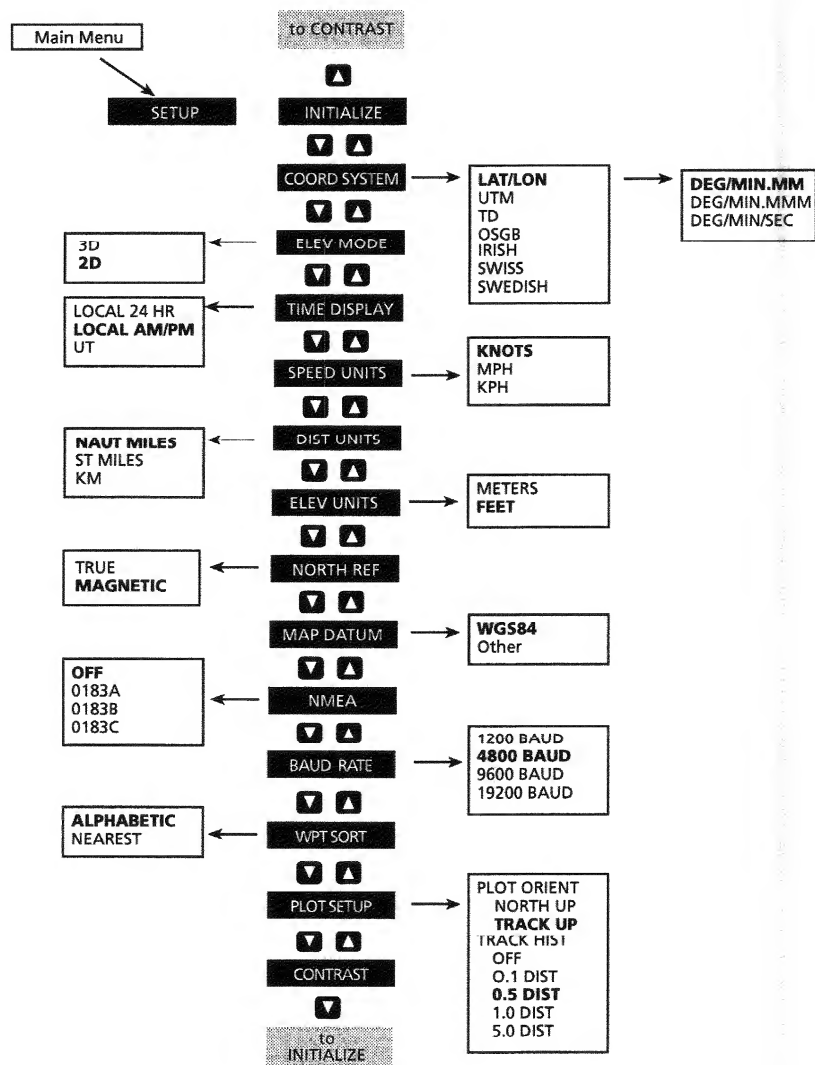 to CONTRAST
Main Menu
SETUP
INITIALIZE
COORD SYSTEM
LAT/LON
UTM
TD
OSGB
IRISH
SWISS
SWEDISH
DEG/MIN.MM
DEG/MIN.MMM
DEG/MIN/SEC
ELEV MODE
3D
2D
TIME DISPLAY
LOCAL 24 HR
LOCAL AM/PM
UT
SPEED UNITS
KNOTS
MPH
KPH
DIST UNITS
NAUT MILES
ST MILES
KM
ELEV UNITS
METERS
FEET
NORTH REF
TRUE
MAGNETIC
MAP DATUM
WGS84
Other
NMEA
OFF
0183A
0183B
0183C
BAUD RATE
1200 BAUD
4800 BAUD
9600 BAUD
19200 BAUD
WPT SORT
ALPHABETIC
NEAREST
PLOT SETUP
PLOT ORIENT
NORTH UP
TRACK UP
TRACK HIST
OFF
O.1 DIST
0.5 DIST
1.0 DIST
5.0 DIST
CONTRAST
to
INITIALIZE